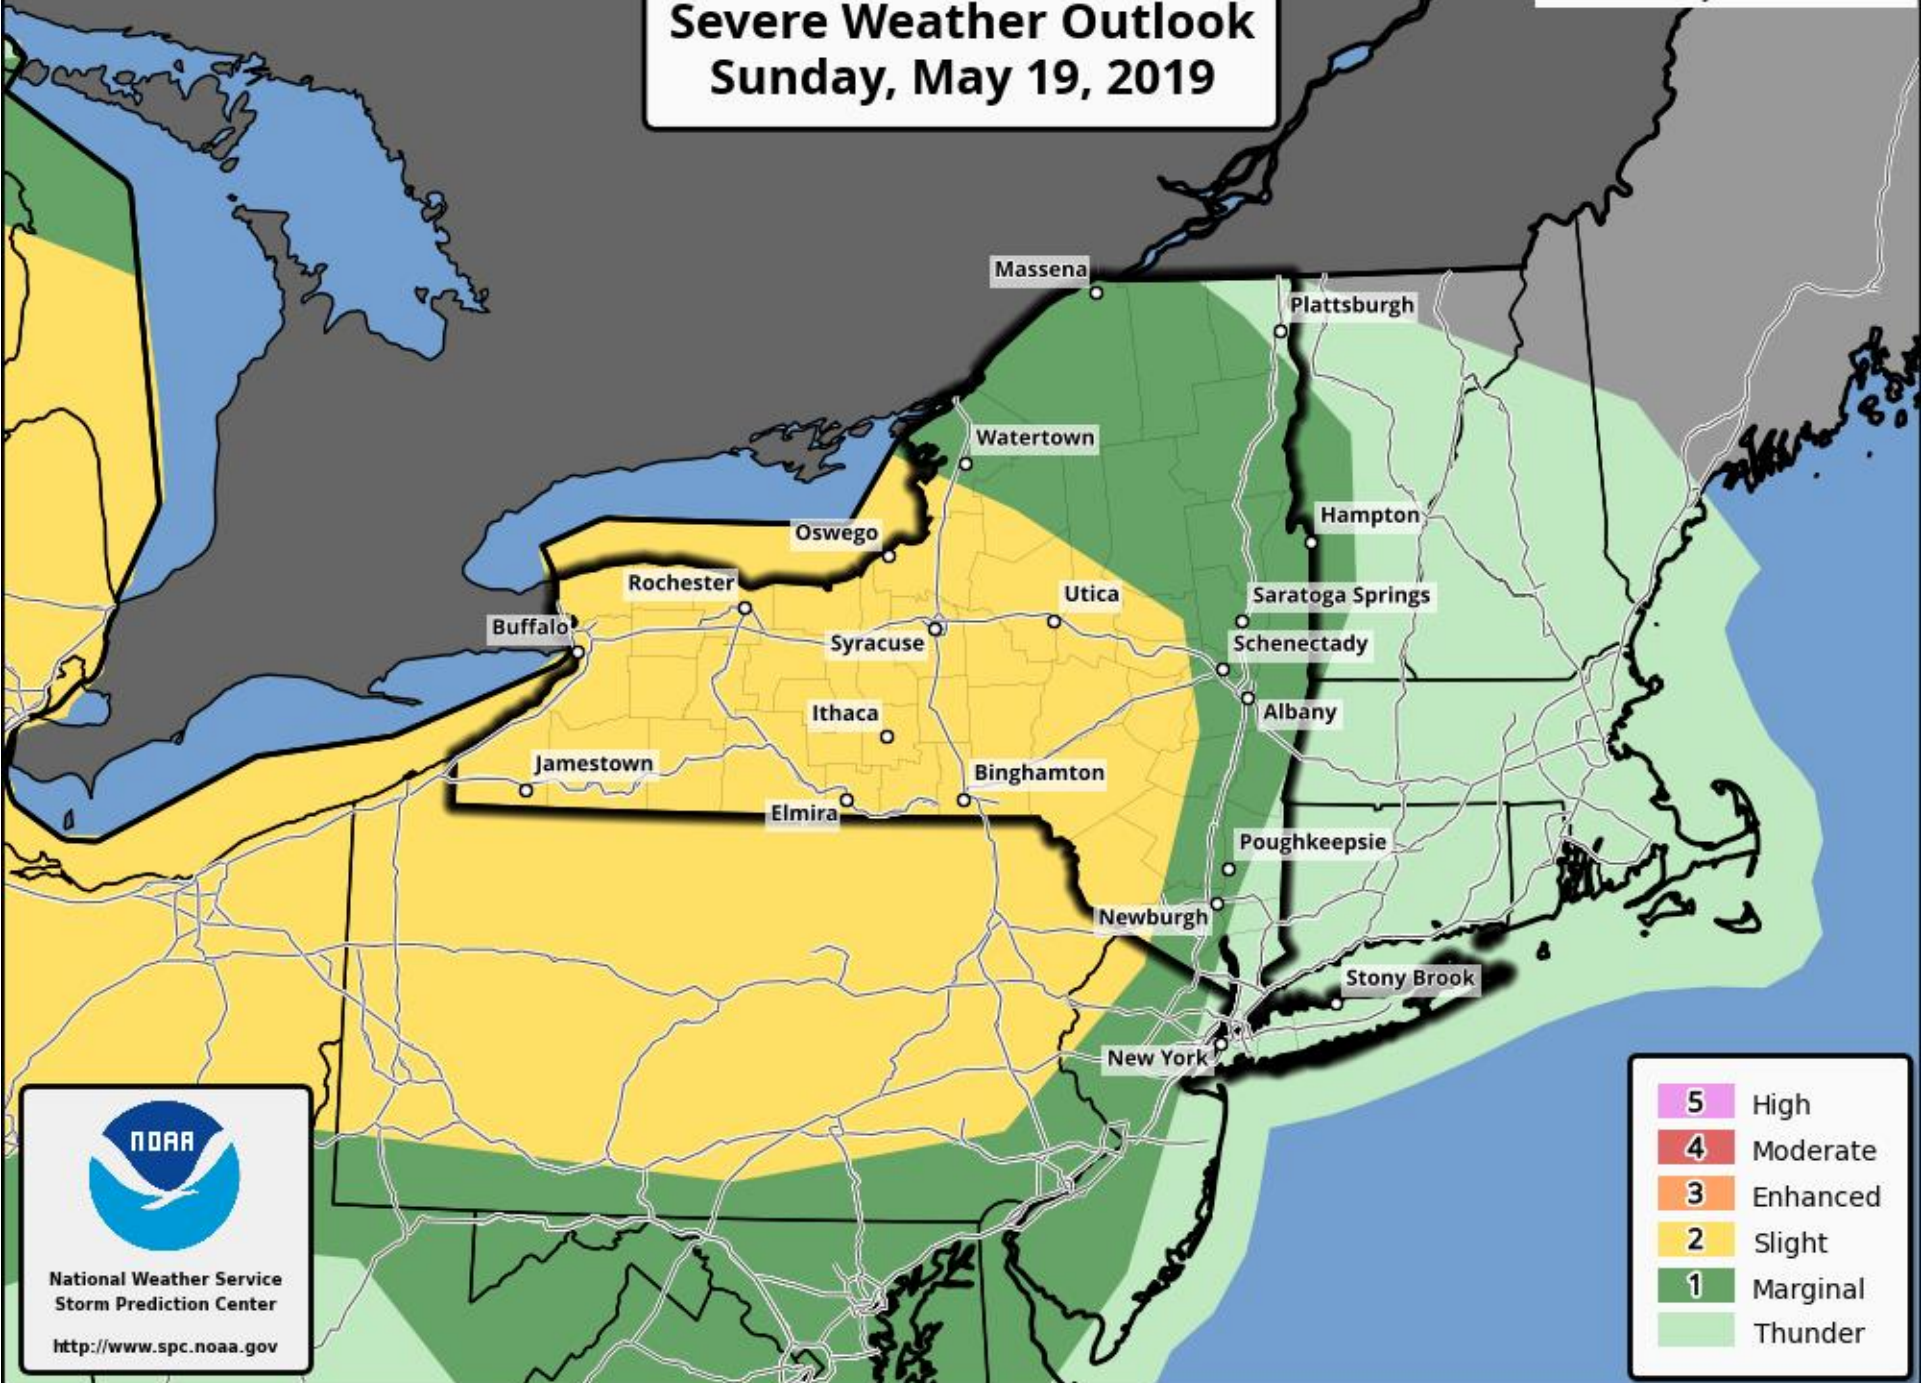 Severe Weather Outlook
Sunday, May 19, 2019
Massena
Plattsburgh
Watertown
Hampton
Oswego
Rochester
Utica
Saratoga Springs
Buffalo
Syracuse
Schenectady
Ithaca
Albany
Jamestown
Binghamton
Elmira
Poughkeepsie
Newburgh
Stony Brook
New York
5 High
4 Moderate
3 Enhanced
2 Slight
1 Marginal
Thunder
NOAA
National Weather Service
Storm Prediction Center
http://www.spc.noaa.gov